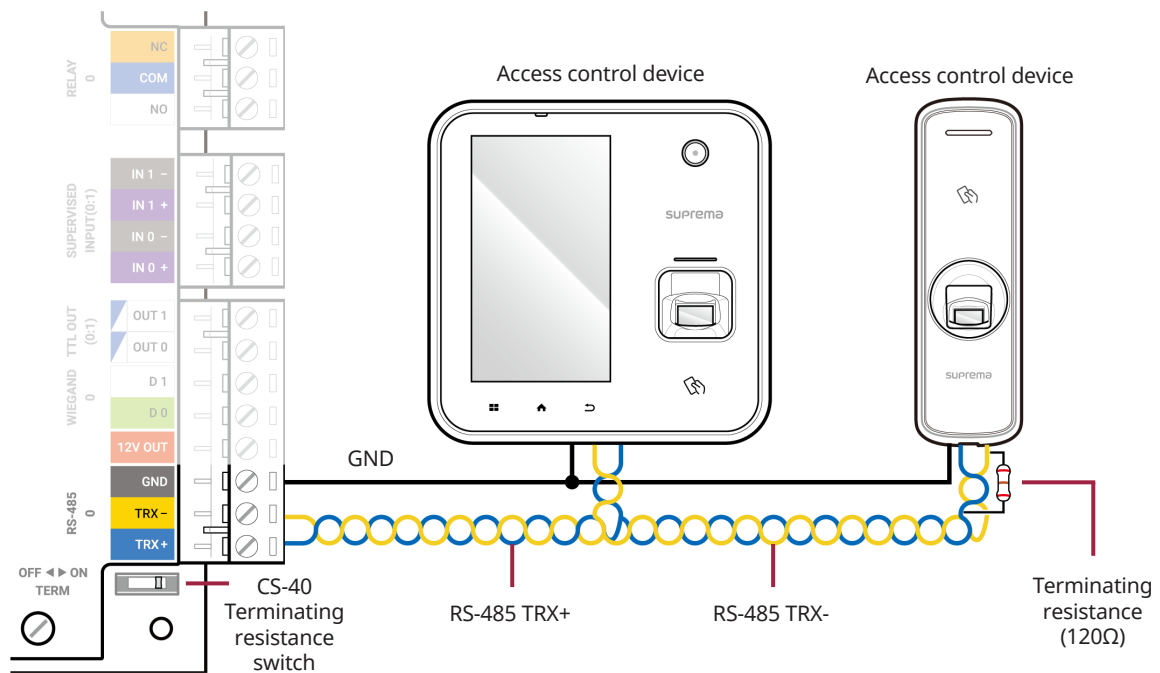 Access control device
Access control device
RELAY
0
NC
COM
NO
SUPERVISED
INPUT(0:1)
IN 1 –
IN 1 +
IN 0 –
IN 0 +
suprema
suprema
TTL OUT
(0:1)
OUT 1
OUT 0
WIEGAND
0
D 1
D 0
12V OUT
GND
RS-485
0
GND
TRX –
TRX +
OFF ◀ ▶ ON
TERM
CS-40
Terminating
resistance
switch
RS-485 TRX+
RS-485 TRX-
Terminating
resistance
(120Ω)